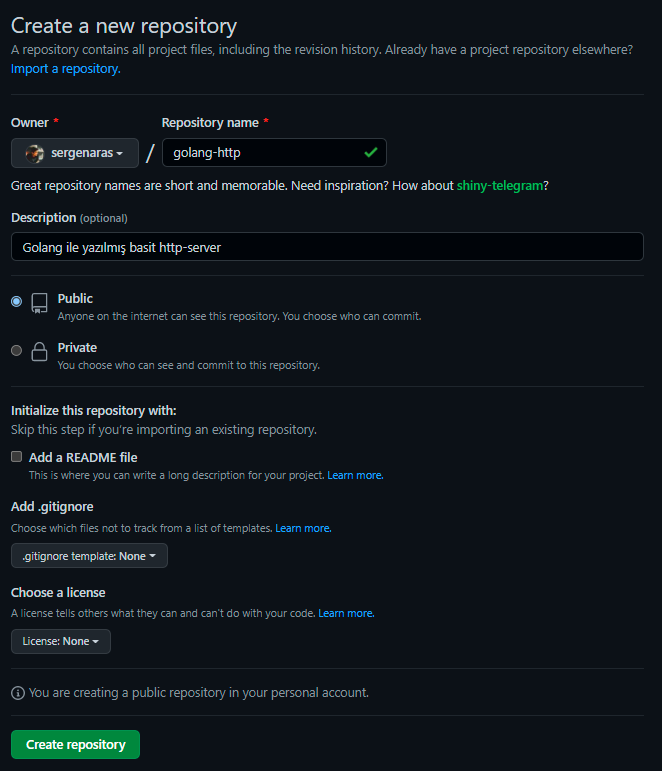 Create a new repository
A repository contains all project files, including the revision history. Already have a project repository elsewhere?
Import a repository.
Owner * Repository name *
sergenaras / golang-http
Great repository names are short and memorable. Need inspiration? How about shiny-telegram?
Description (optional)
Golang ile yazılmış basit http-server
Public
Anyone on the internet can see this repository. You choose who can commit.
Private
You choose who can see and commit to this repository.
Initialize this repository with:
Skip this step if you're importing an existing repository.
Add a README file
This is where you can write a long description for your project. Learn more.
Add .gitignore
Choose which files not to track from a list of templates. Learn more.
.gitignore template: None
Choose a license
A license tells others what they can and can't do with your code. Learn more.
License: None
You are creating a public repository in your personal account.
Create repository